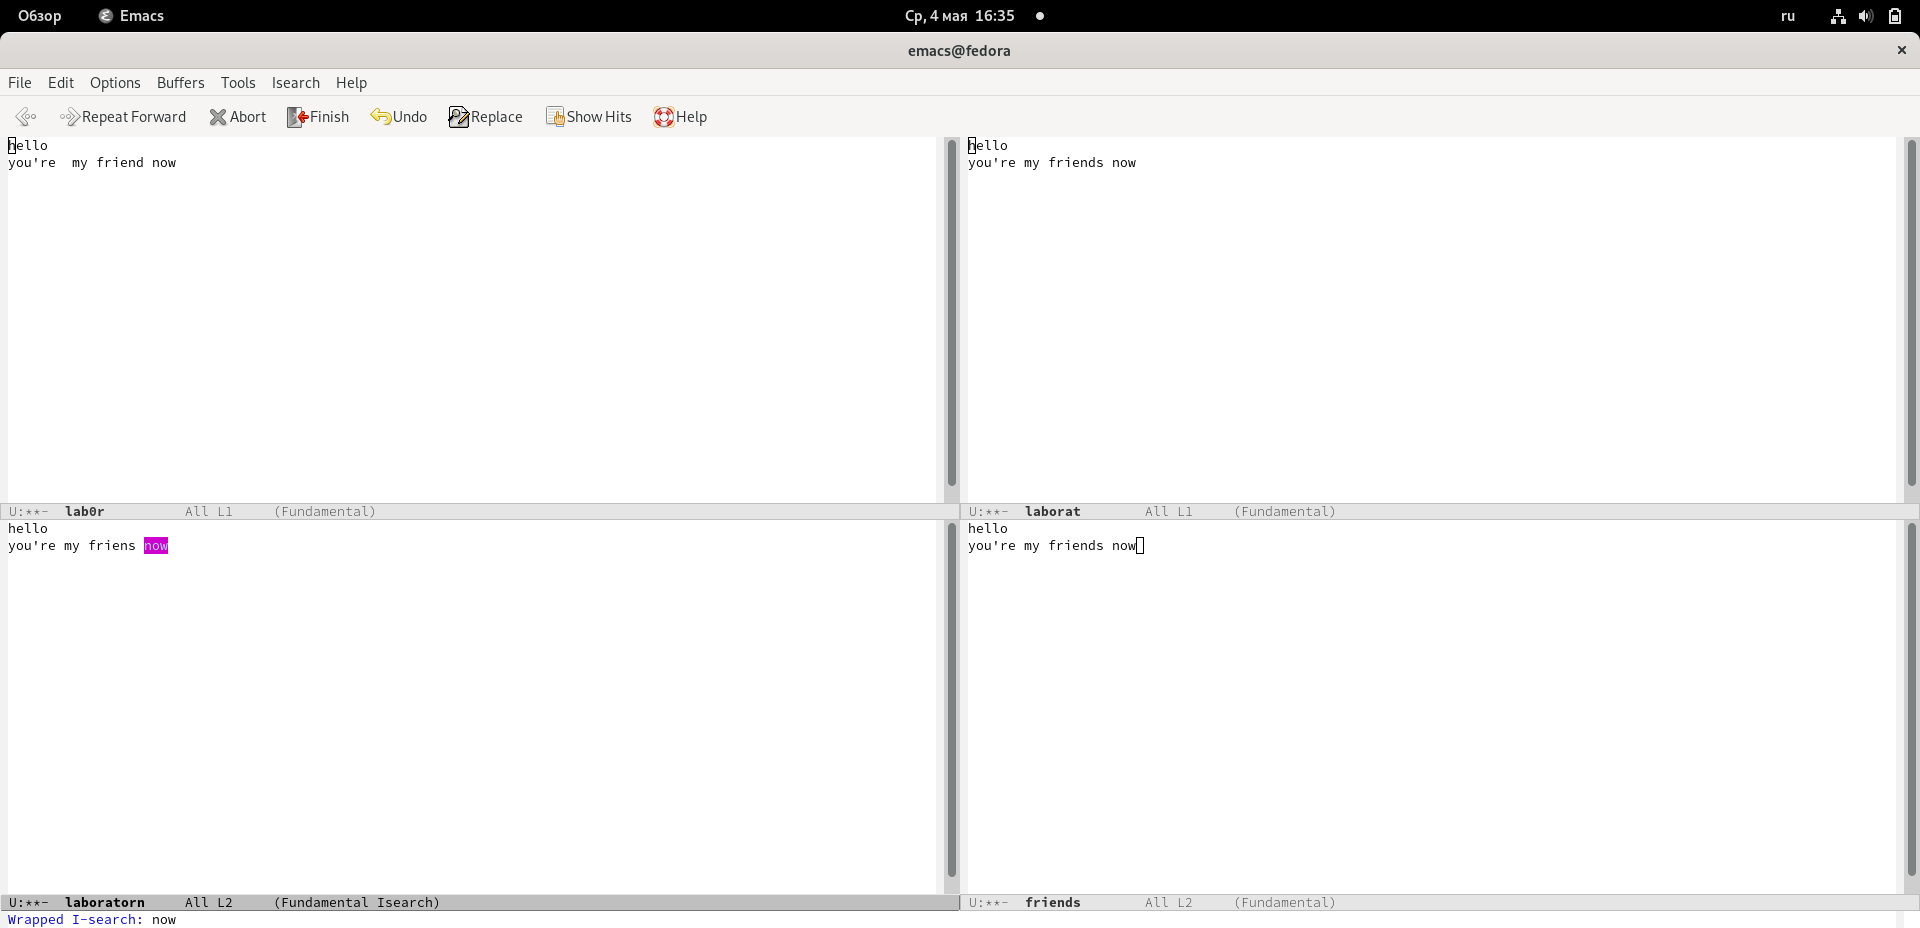 Обзор Emacs Ср, 4 мая 16:35 ru
emacs@fedora
File Edit Options Buffers Tools Isearch Help
Repeat Forward Abort Finish Undo Replace Show Hits Help
hello
you're  my friend now
U:**-  lab0r          All L1     (Fundamental)
hello
you're my friends now
U:**-  laborat        All L1     (Fundamental)
hello
you're my friens now
U:**-  laboratorn     All L2     (Fundamental Isearch)
hello
you're my friends now
U:**-  friends        All L2     (Fundamental)
Wrapped I-search: now